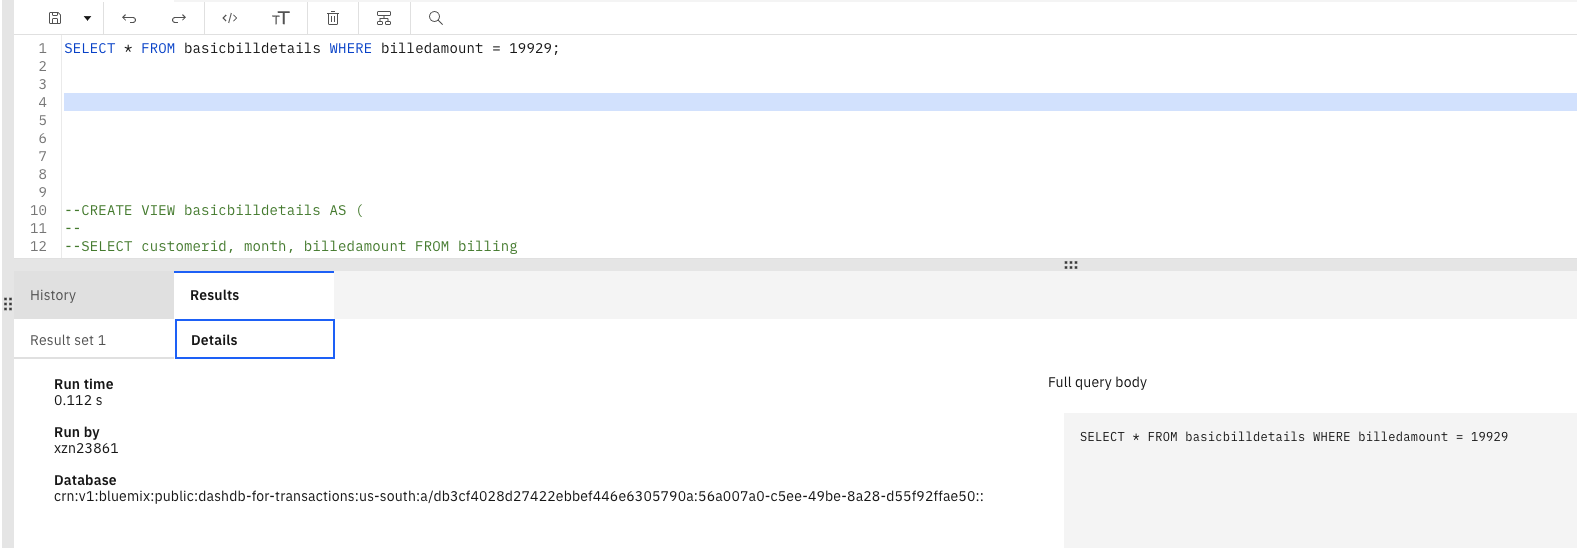 1 SELECT * FROM basicbilldetails WHERE billedamount = 19929;
2
3
4
5
6
7
8
9
10 --CREATE VIEW basicbilldetails AS (
11 --
12 --SELECT customerid, month, billedamount FROM billing
History
Results
Result set 1
Details
Run time
0.112 s
Run by
xzn23861
Database
crn:v1:bluemix:public:dashdb-for-transactions:us-south:a/db3cf4028d27422ebbef446e6305790a:56a007a0-c5ee-49be-8a28-d55f92ffae50::
Full query body
SELECT * FROM basicbilldetails WHERE billedamount = 19929